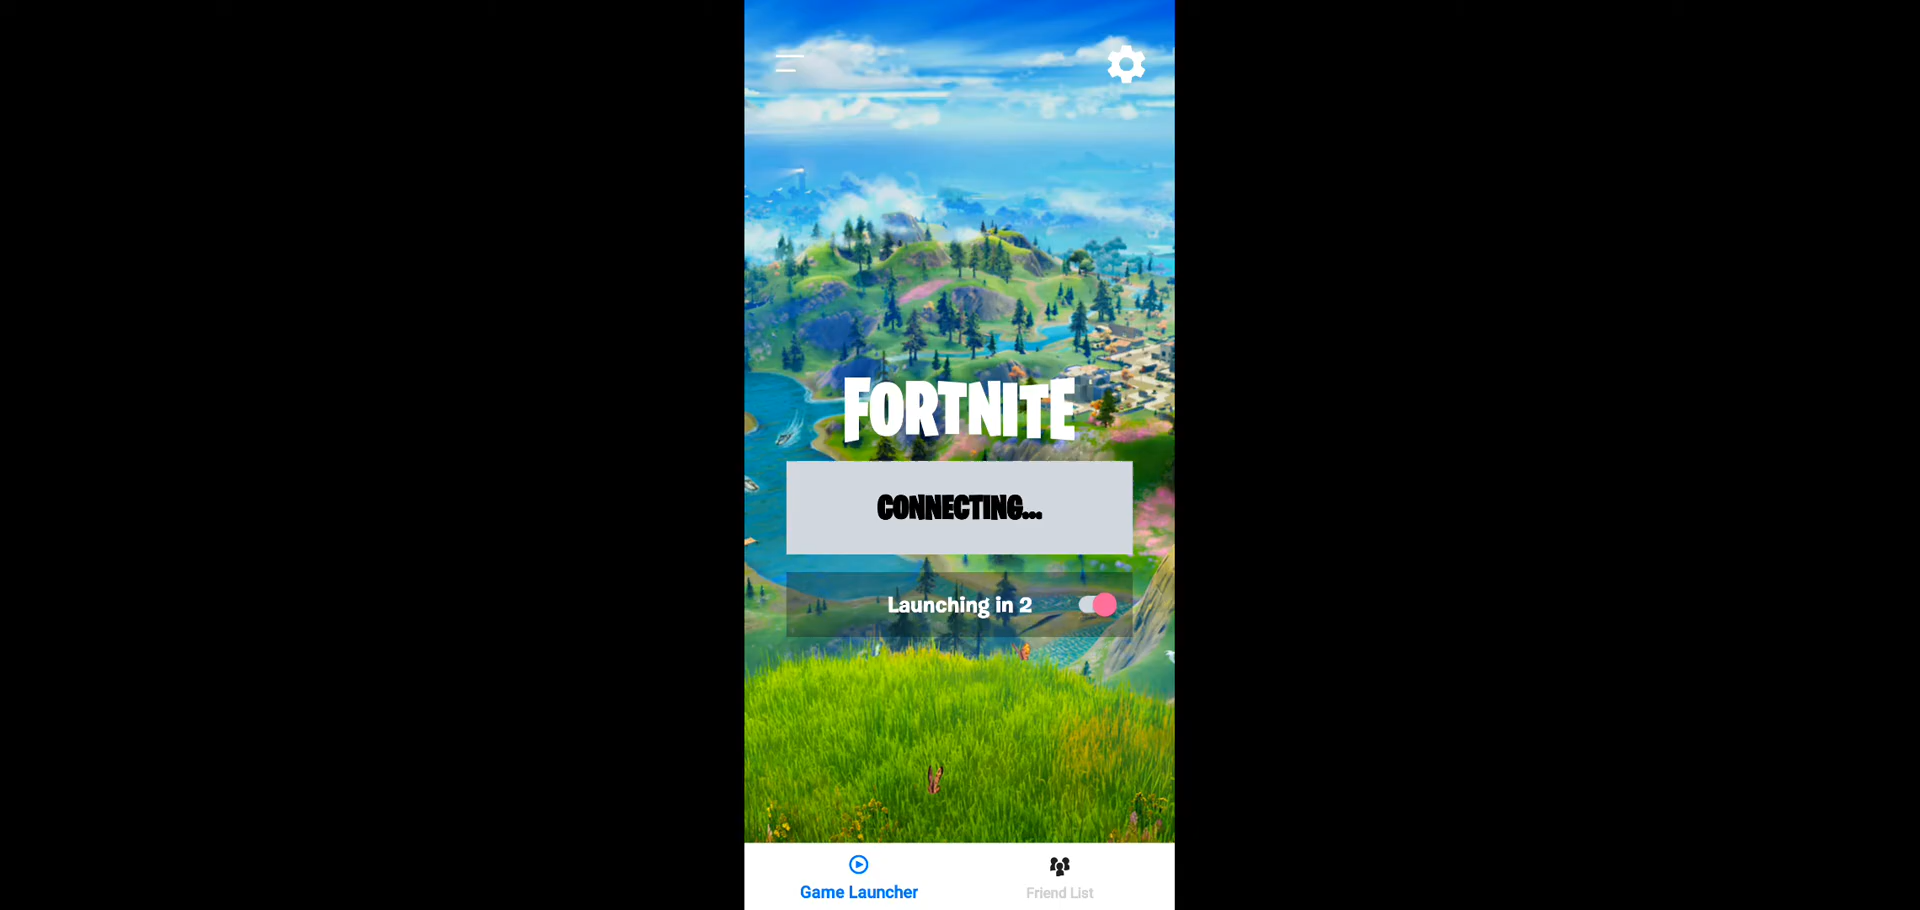 FORTNITE
CONNECTING...
Launching in 2
Game Launcher
Friend List